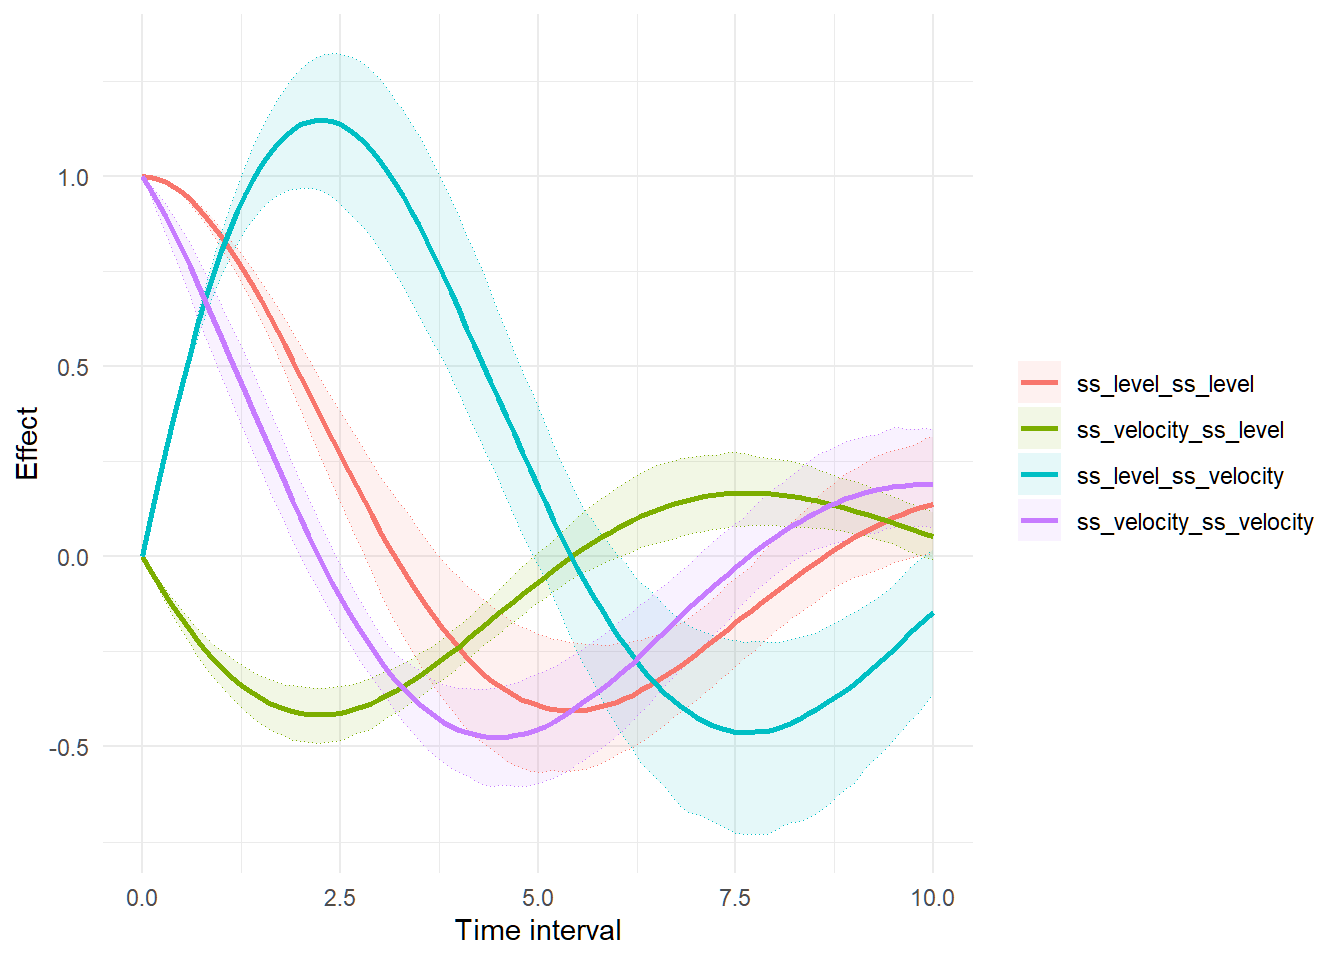 Effect
1.0
0.5
0.0
-0.5
0.0
2.5
5.0
7.5
10.0
Time interval
ss_level_ss_level
ss_velocity_ss_level
ss_level_ss_velocity
ss_velocity_ss_velocity